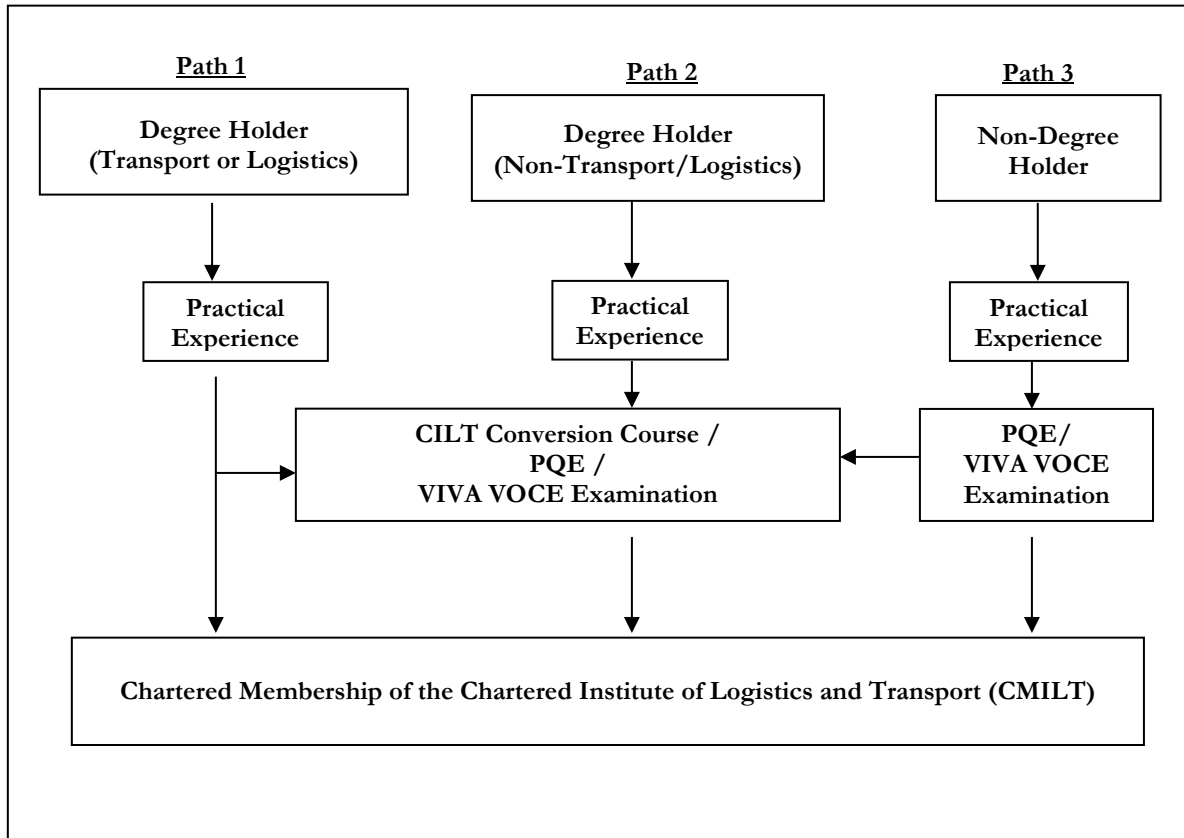 Path 1
Degree Holder
(Transport or Logistics)
Practical
Experience
Path 2
Degree Holder
(Non-Transport/Logistics)
Practical
Experience
Path 3
Non-Degree
Holder
Practical
Experience
CILT Conversion Course /
PQE /
VIVA VOCE Examination
PQE/
VIVA VOCE
Examination
Chartered Membership of the Chartered Institute of Logistics and Transport (CMILT)